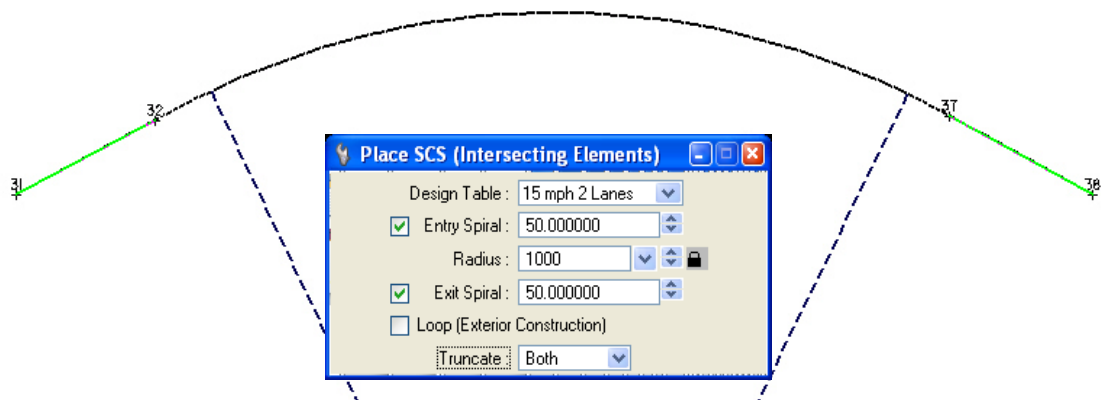 32
37
31
38
Place SCS (Intersecting Elements)
Design Table : 15 mph 2 Lanes
Entry Spiral : 50.000000
Radius : 1000
Exit Spiral : 50.000000
Loop (Exterior Construction)
Truncate : Both